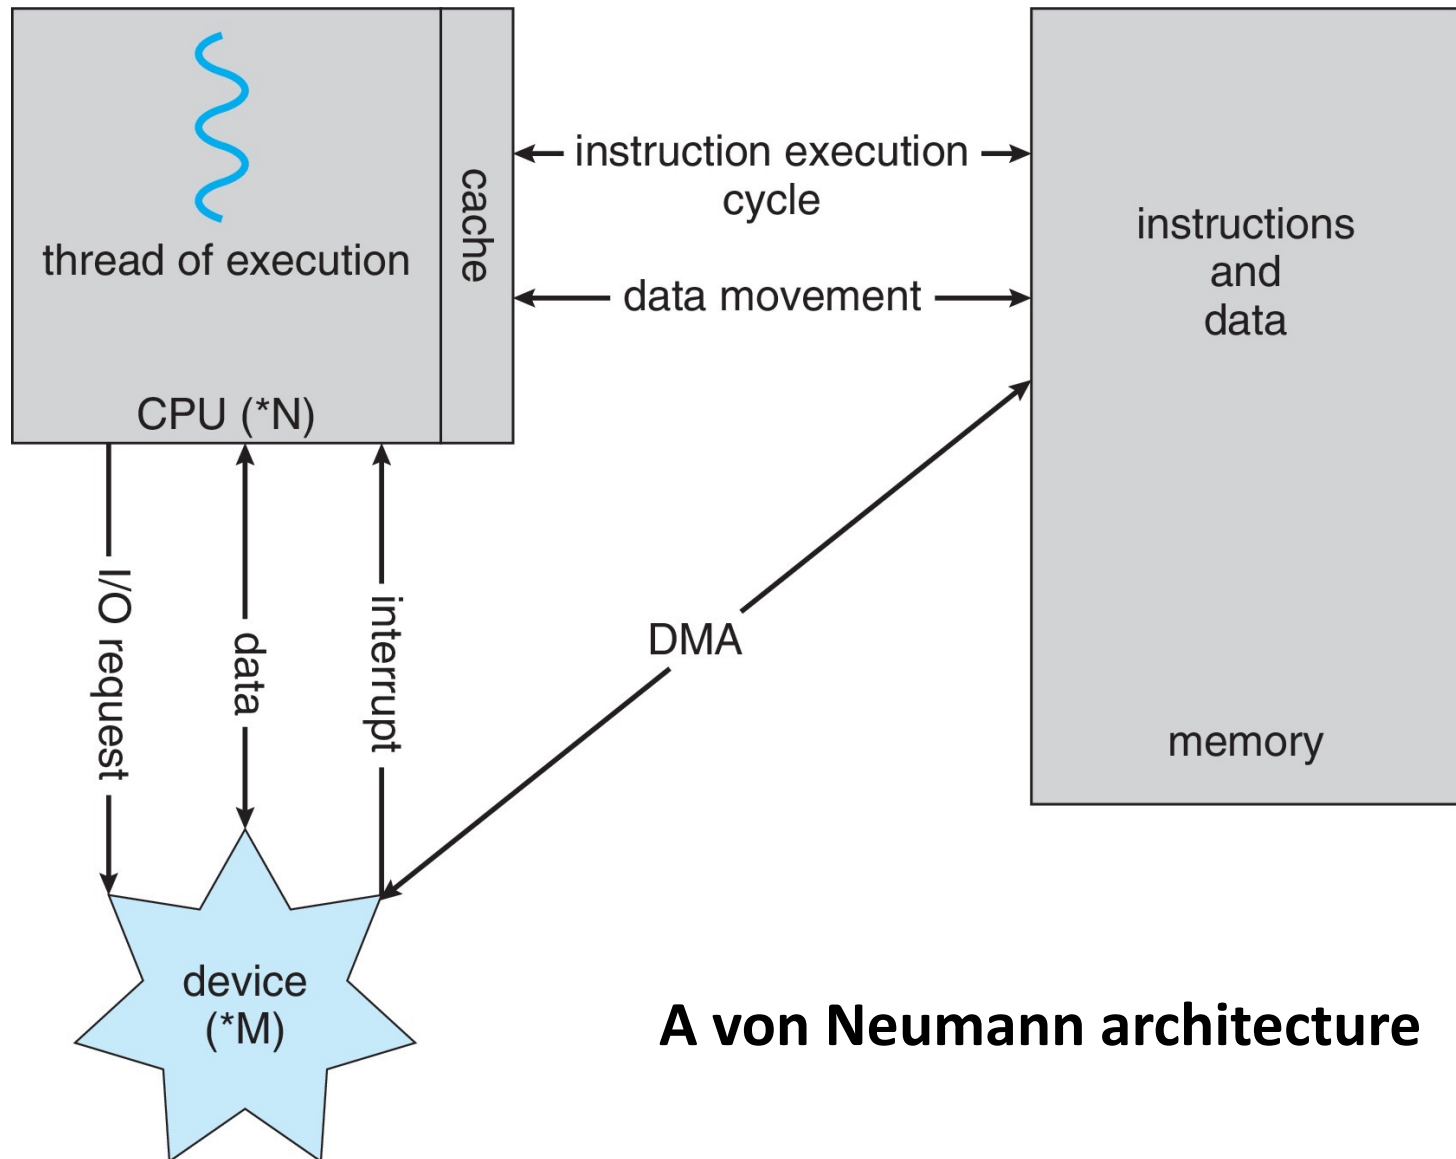 thread of execution
cache
CPU (*N)
instruction execution
cycle
data movement
instructions
and
data
memory
I/O request
data
interrupt
DMA
device
(*M)
A von Neumann architecture